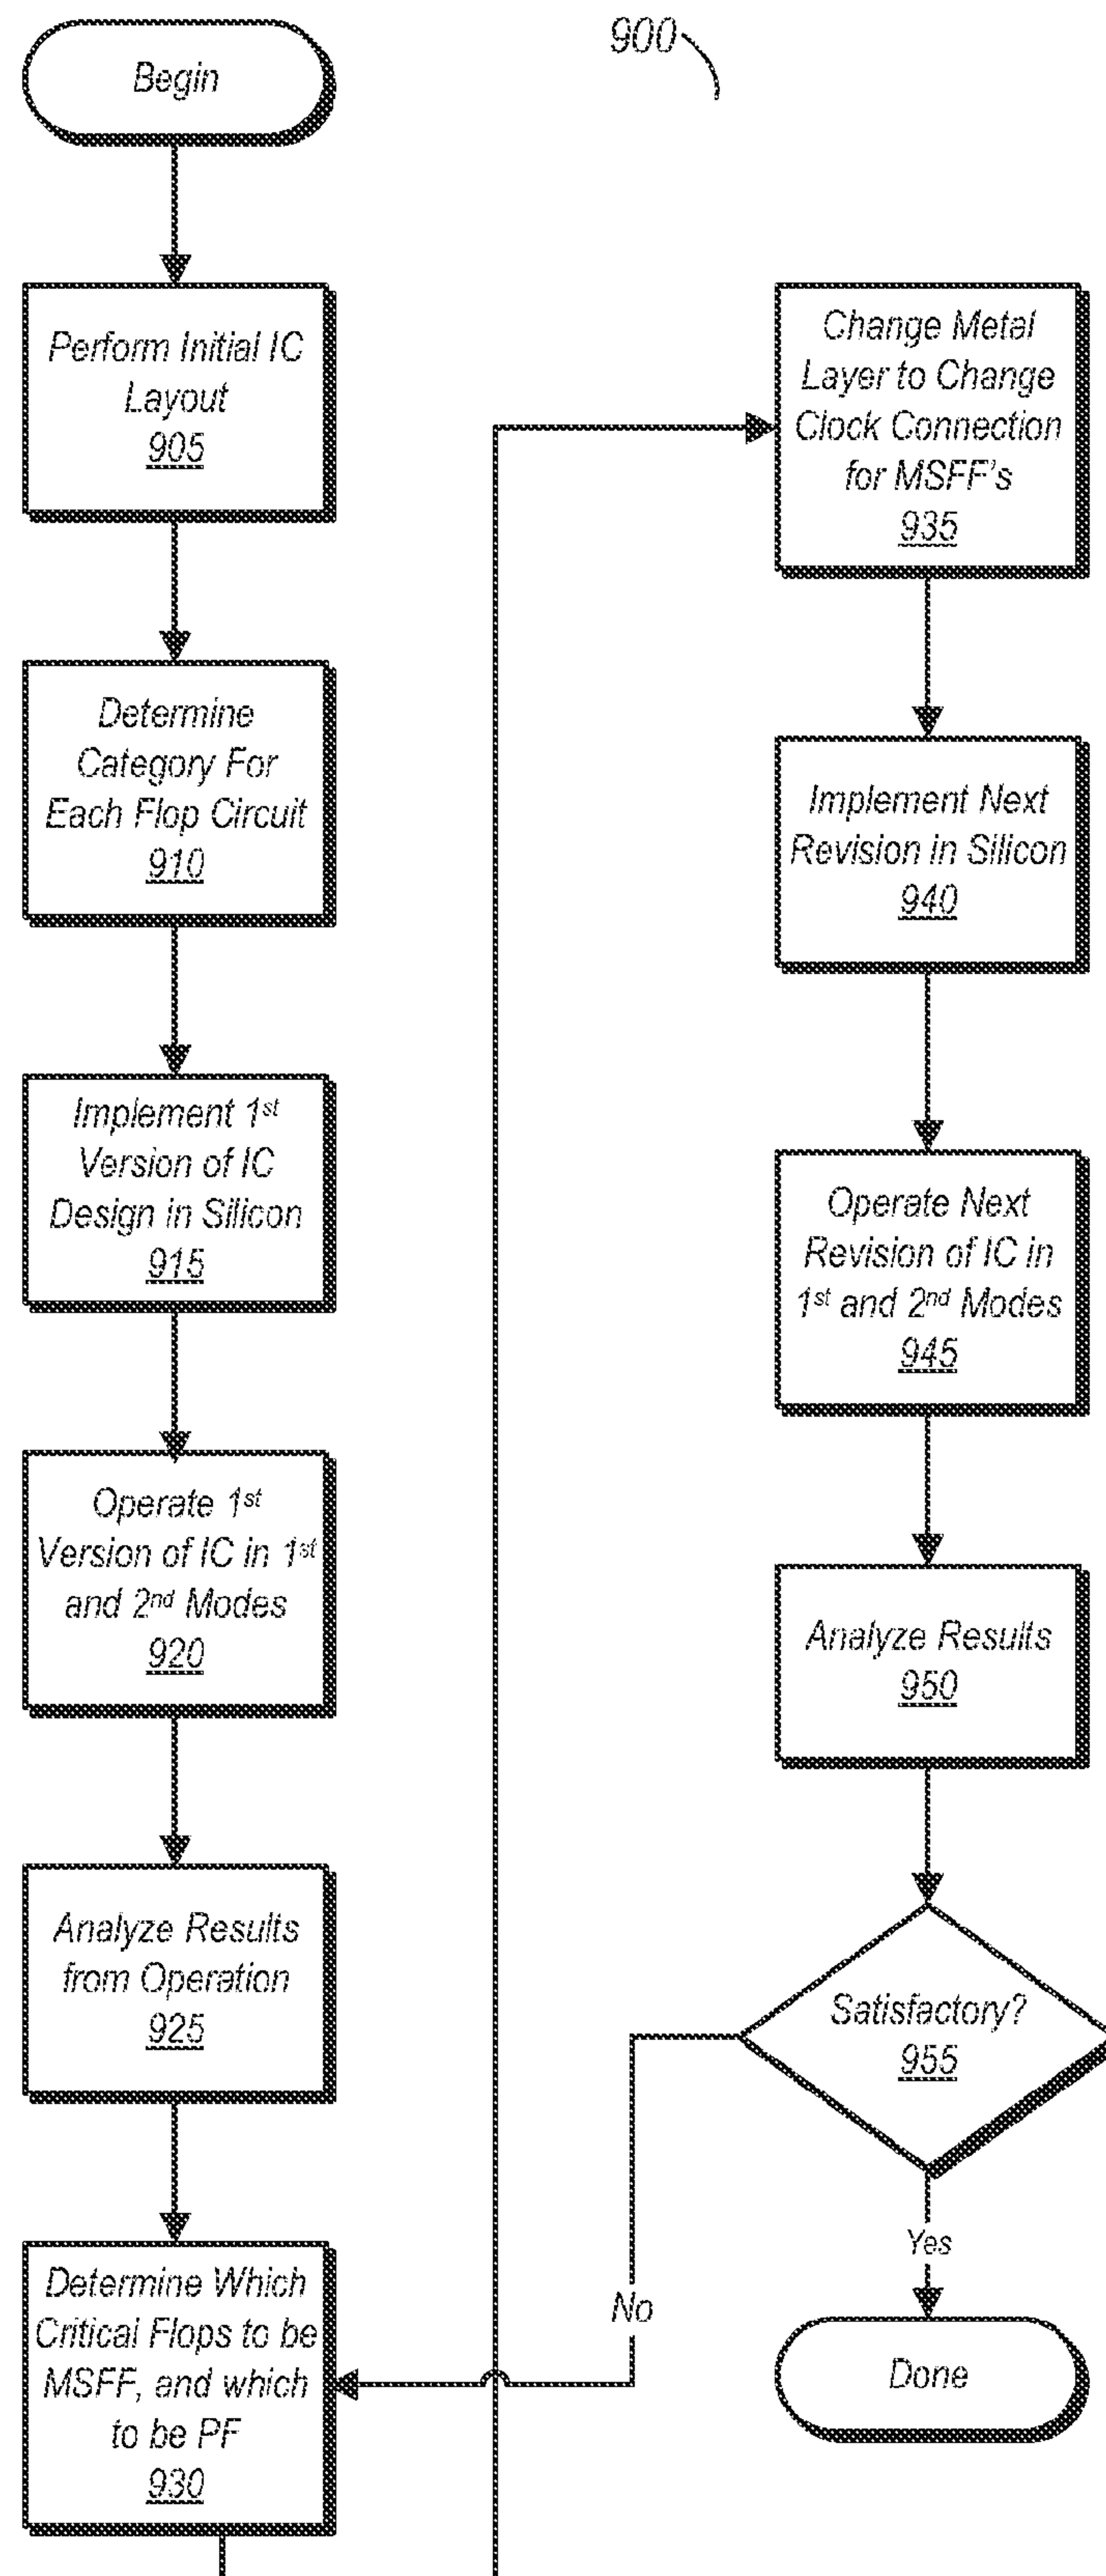 900
Begin
Perform Initial IC
Layout
905
Determine
Category For
Each Flop Circuit
910
Implement 1st
Version of IC
Design in Silicon
915
Operate 1st
Version of IC in 1st
and 2nd Modes
920
Analyze Results
from Operation
925
Determine Which
Critical Flops to be
MSFF, and which
to be PF
930
Change Metal
Layer to Change
Clock Connection
for MSFF's
935
Implement Next
Revision in Silicon
940
Operate Next
Revision of IC in
1st and 2nd Modes
945
Analyze Results
950
Satisfactory?
955
No
Yes
Done